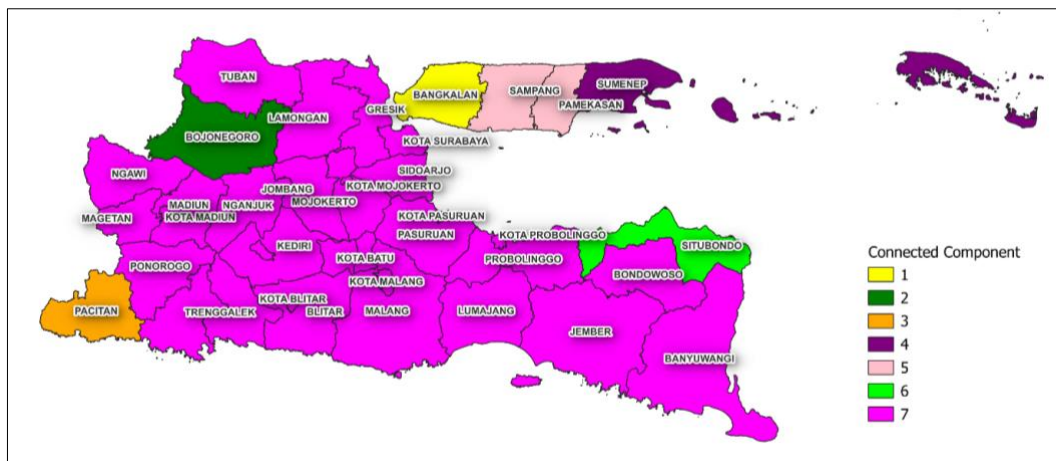 TUBAN
BANGKALAN
SAMPANG
SUMENEP
PAMEKASAN
GRESIK
LAMONGAN
BOJONEGORO
KOTA SURABAYA
NGAWI
SIDOARJO
JOMBANG
KOTA MOJOKERTO
MADIUN
NGANJUK
MOJOKERTO
MAGETAN
KOTA MADIUN
KOTA PASURUAN
PASURUAN
KOTA PROBOLINGGO
SITUBONDO
KEDIRI
KOTA BATU
PROBOLINGGO
PONOROGO
BONDOWOSO
KOTA MALANG
KOTA BLITAR
PACITAN
TRENGGALEK
BLITAR
MALANG
LUMAJANG
JEMBER
BANYUWANGI
Connected Component
1
2
3
4
5
6
7